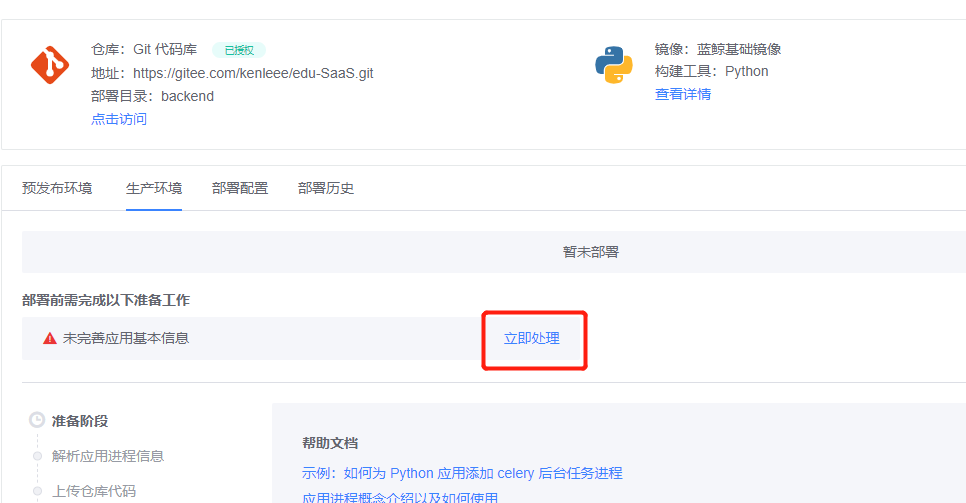 仓库：Git 代码库 已授权
地址：https://gitee.com/kenleee/edu-SaaS.git
部署目录：backend
点击访问
镜像：蓝鲸基础镜像
构建工具：Python
查看详情
预发布环境 生产环境 部署配置 部署历史
暂未部署
部署前需完成以下准备工作
未完善应用基本信息 立即处理
准备阶段
解析应用进程信息
上传仓库代码
帮助文档
示例：如何为 Python 应用添加 celery 后台任务进程
应用进程概念介绍以及如何使用